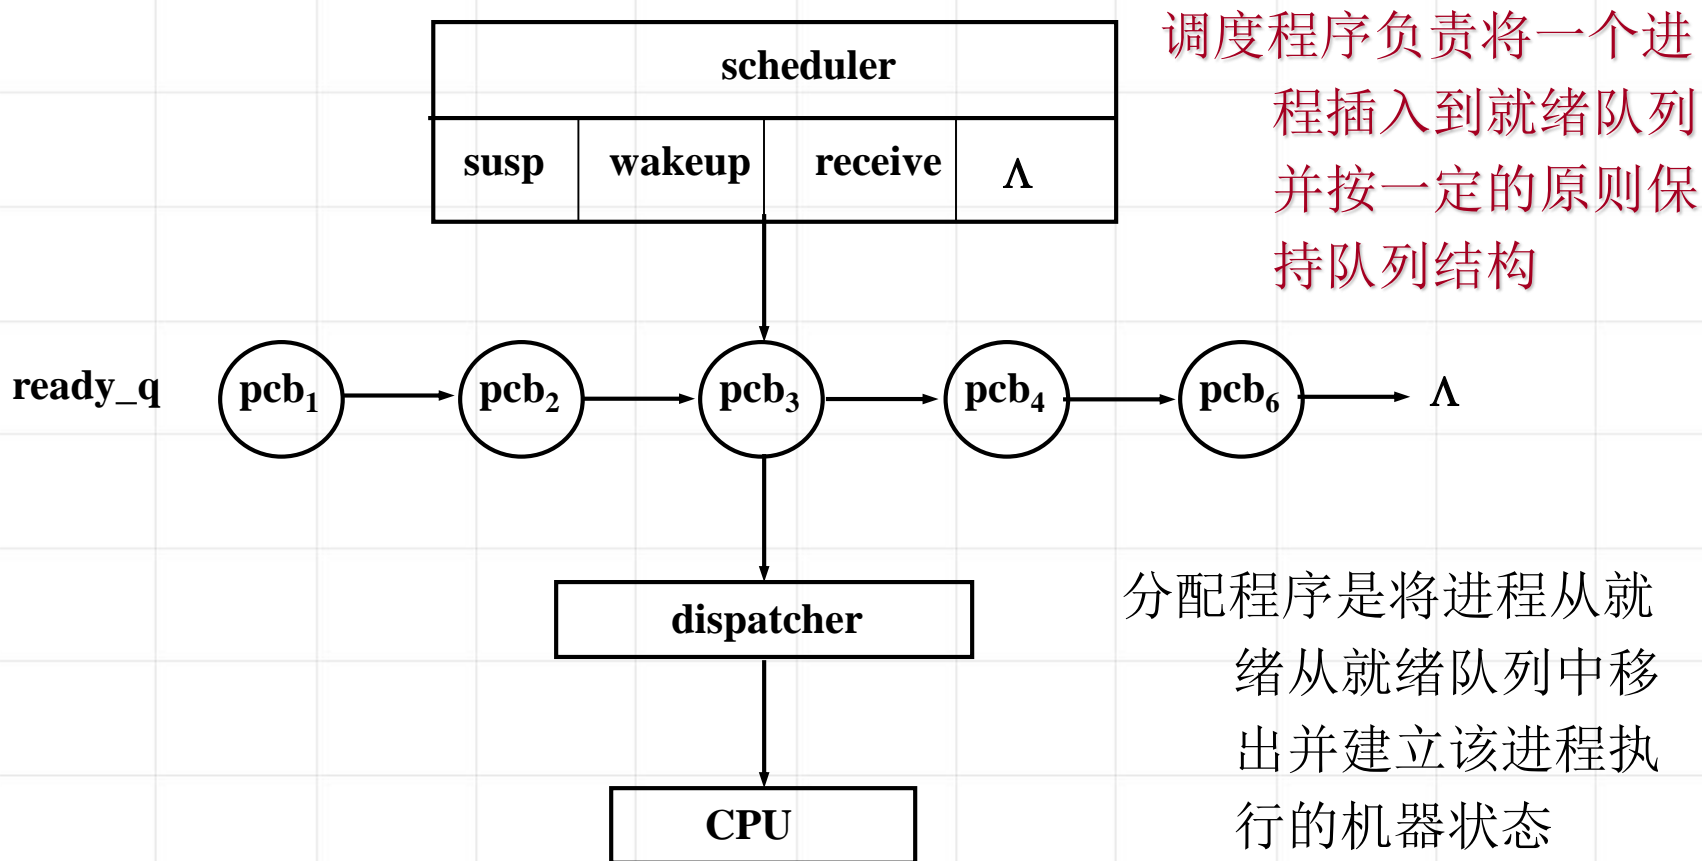 scheduler
susp wakeup receive Λ
调度程序负责将一个进
程插入到就绪队列
并按一定的原则保
持队列结构
ready_q pcb₁ pcb₂ pcb₃ pcb₄ pcb₆ Λ
dispatcher
CPU
分配程序是将进程从就
绪从就绪队列中移
出并建立该进程执
行的机器状态